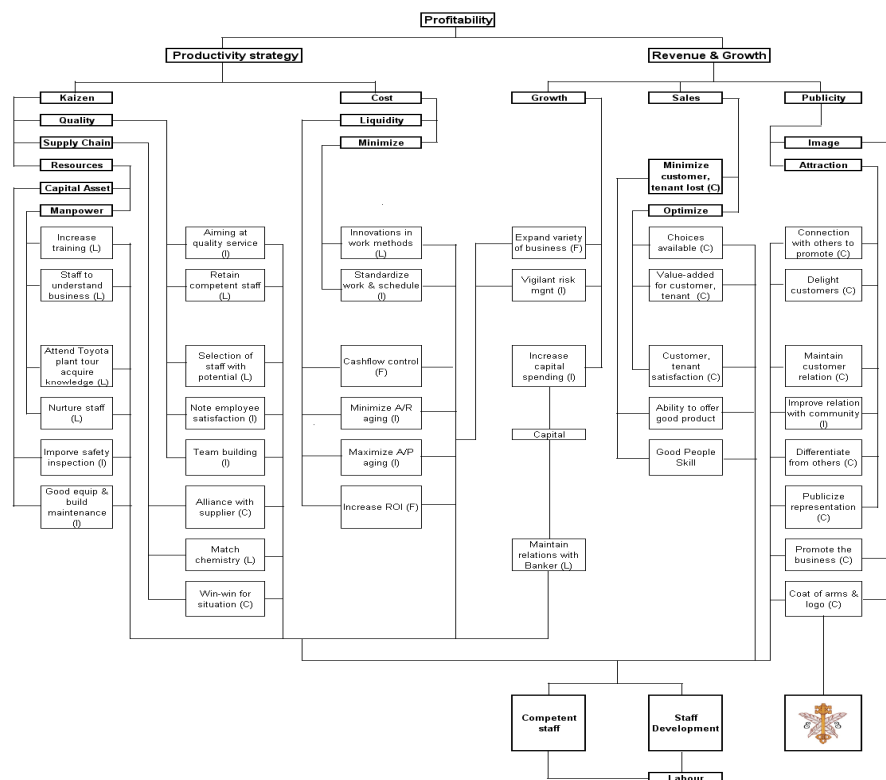 Profitability
Productivity strategy
Revenue & Growth
Kaizen
Cost
Growth
Sales
Publicity
Quality
Liquidity
Supply Chain
Minimize
Image
Resources
Minimize
customer,
tenant lost (C)
Attraction
Capital Asset
Manpower
Optimize
Increase
training (L)
Aiming at
quality service
(I)
Innovations in
work methods
(L)
Expand variety
of business (F)
Choices
available (C)
Connection
with others to
promote (C)
Staff to
understand
business (L)
Retain
competent staff
(L)
Standardize
work & schedule
(I)
Vigilant risk
mgnt (I)
Value-added
for customer,
tenant (C)
Delight
customers (C)
Attend Toyota
plant tour
acquire
knowledge (L)
Selection of
staff with
potential (L)
Cashflow control
(F)
Increase
capital
spending (I)
Customer,
tenant
satisfaction (C)
Maintain
customer
relation (C)
Nurture staff
(L)
Note employee
satisfaction (I)
Minimize A/R
aging (I)
Capital
Ability to offer
good product
Improve relation
with community
(I)
Imporve safety
inspection (I)
Team building
(I)
Maximize A/P
aging (I)
Good People
Skill
Differentiate
from others (C)
Good equip &
build
maintenance
(I)
Alliance with
supplier (C)
Increase ROI (F)
Publicize
representation
(C)
Match
chemistry (L)
Maintain
relations with
Banker (L)
Promote the
business (C)
Win-win for
situation (C)
Coat of arms &
logo (C)
Competent
staff
Staff
Development
Labour